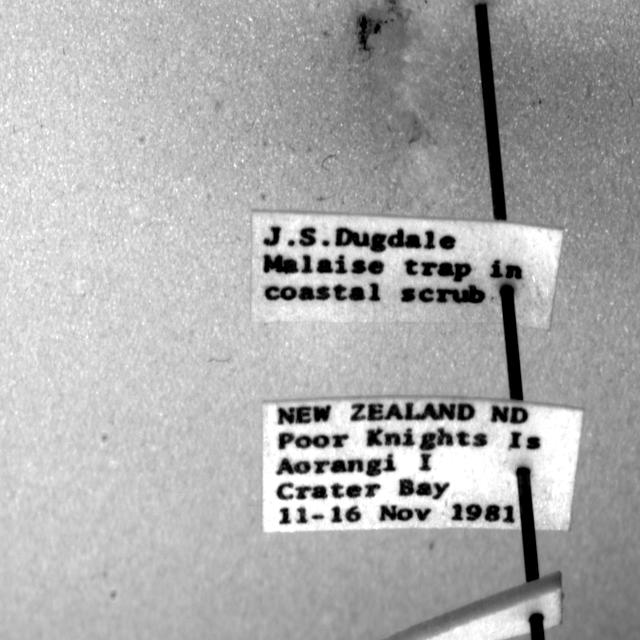 J.S.Dugdale
Malaise trap in
coastal scrub
NEW ZEALAND ND
Poor Knights Is
Aorangi I
Crater Bay
11-16 Nov 1981